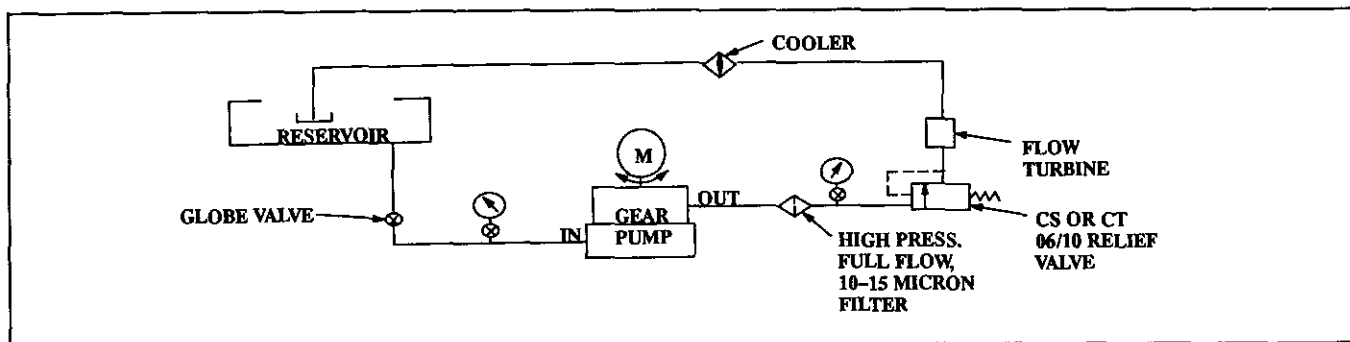 COOLER
RESERVOIR
M
FLOW
TURBINE
OUT
GLOBE VALVE
GEAR
IN
PUMP
HIGH PRESS.
FULL FLOW,
10–15 MICRON
FILTER
CS OR CT
06/10 RELIEF
VALVE